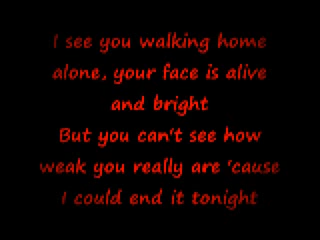 I see you walking home
alone, your face is alive
and bright
But you can't see how
weak you really are 'cause
I could end it tonight